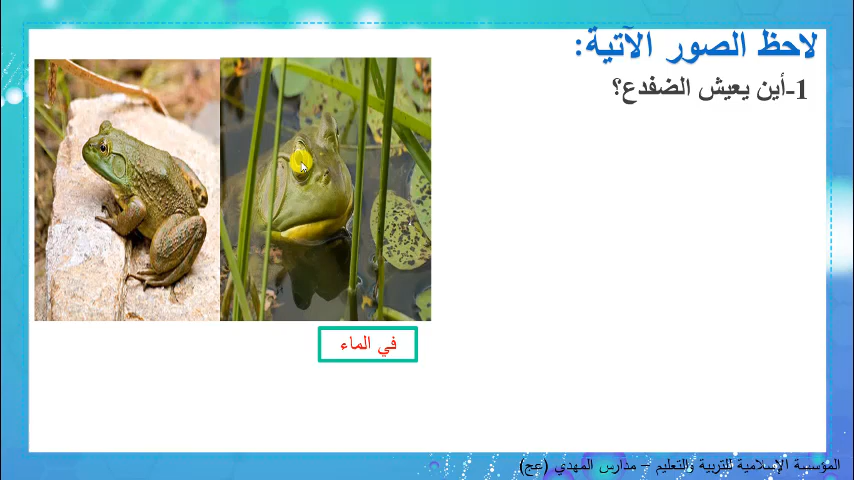 لاحظ الصور الآتية:
1-أين يعيش الضفدع؟
في الماء
المؤسسة الإسلامية للتربية والتعليم – مدارس المهدي (عج)